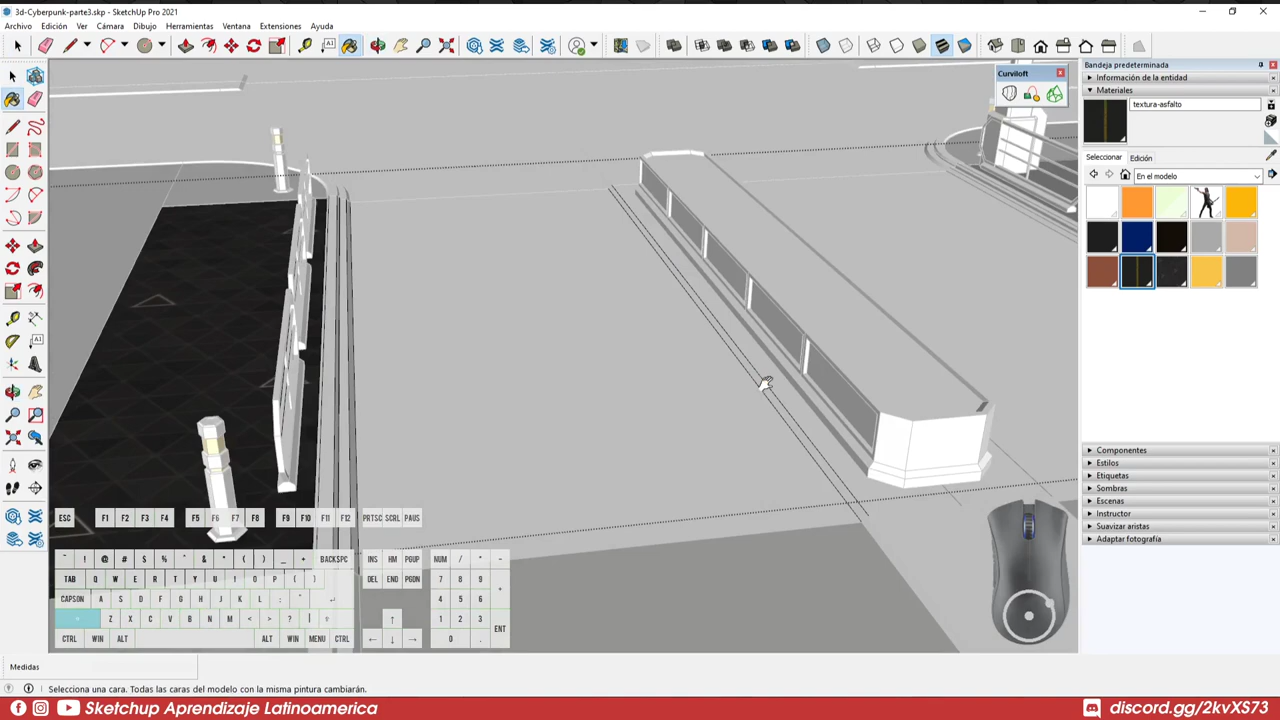 3d-Cyberpunk-parte3.skp - SketchUp Pro 2021
Archivo Edición Ver Cámara Dibujo Herramientas Ventana Extensiones Ayuda
Curviloft
Bandeja predeterminada
Información de la entidad
Materiales
textura-asfalto
Seleccionar Edición
En el modelo
Componentes
Estilos
Etiquetas
Sombras
Escenas
Instructor
Suavizar aristas
Adaptar fotografía
ESC F1 F2 F3 F4 F5 F6 F7 F8 F9 F10 F11 F12 PRTSC SCRL PAUS
~ ! @ # $ % ^ & * ( ) _ + BACKSPC INS HM PGUP NUM / * -
TAB Q W E R T Y U I O P { } DEL END PGDN 7 8 9 +
CAPSON A S D F G H J K L : " 4 5 6
Z X C V B N M < > ? ↑ 1 2 3 ENT
CTRL WIN ALT ALT WIN MENU CTRL ← ↓ → 0 .
Medidas
Selecciona una cara. Todas las caras del modelo con la misma pintura cambiarán.
Sketchup Aprendizaje Latinoamerica
discord.gg/2kvXS73